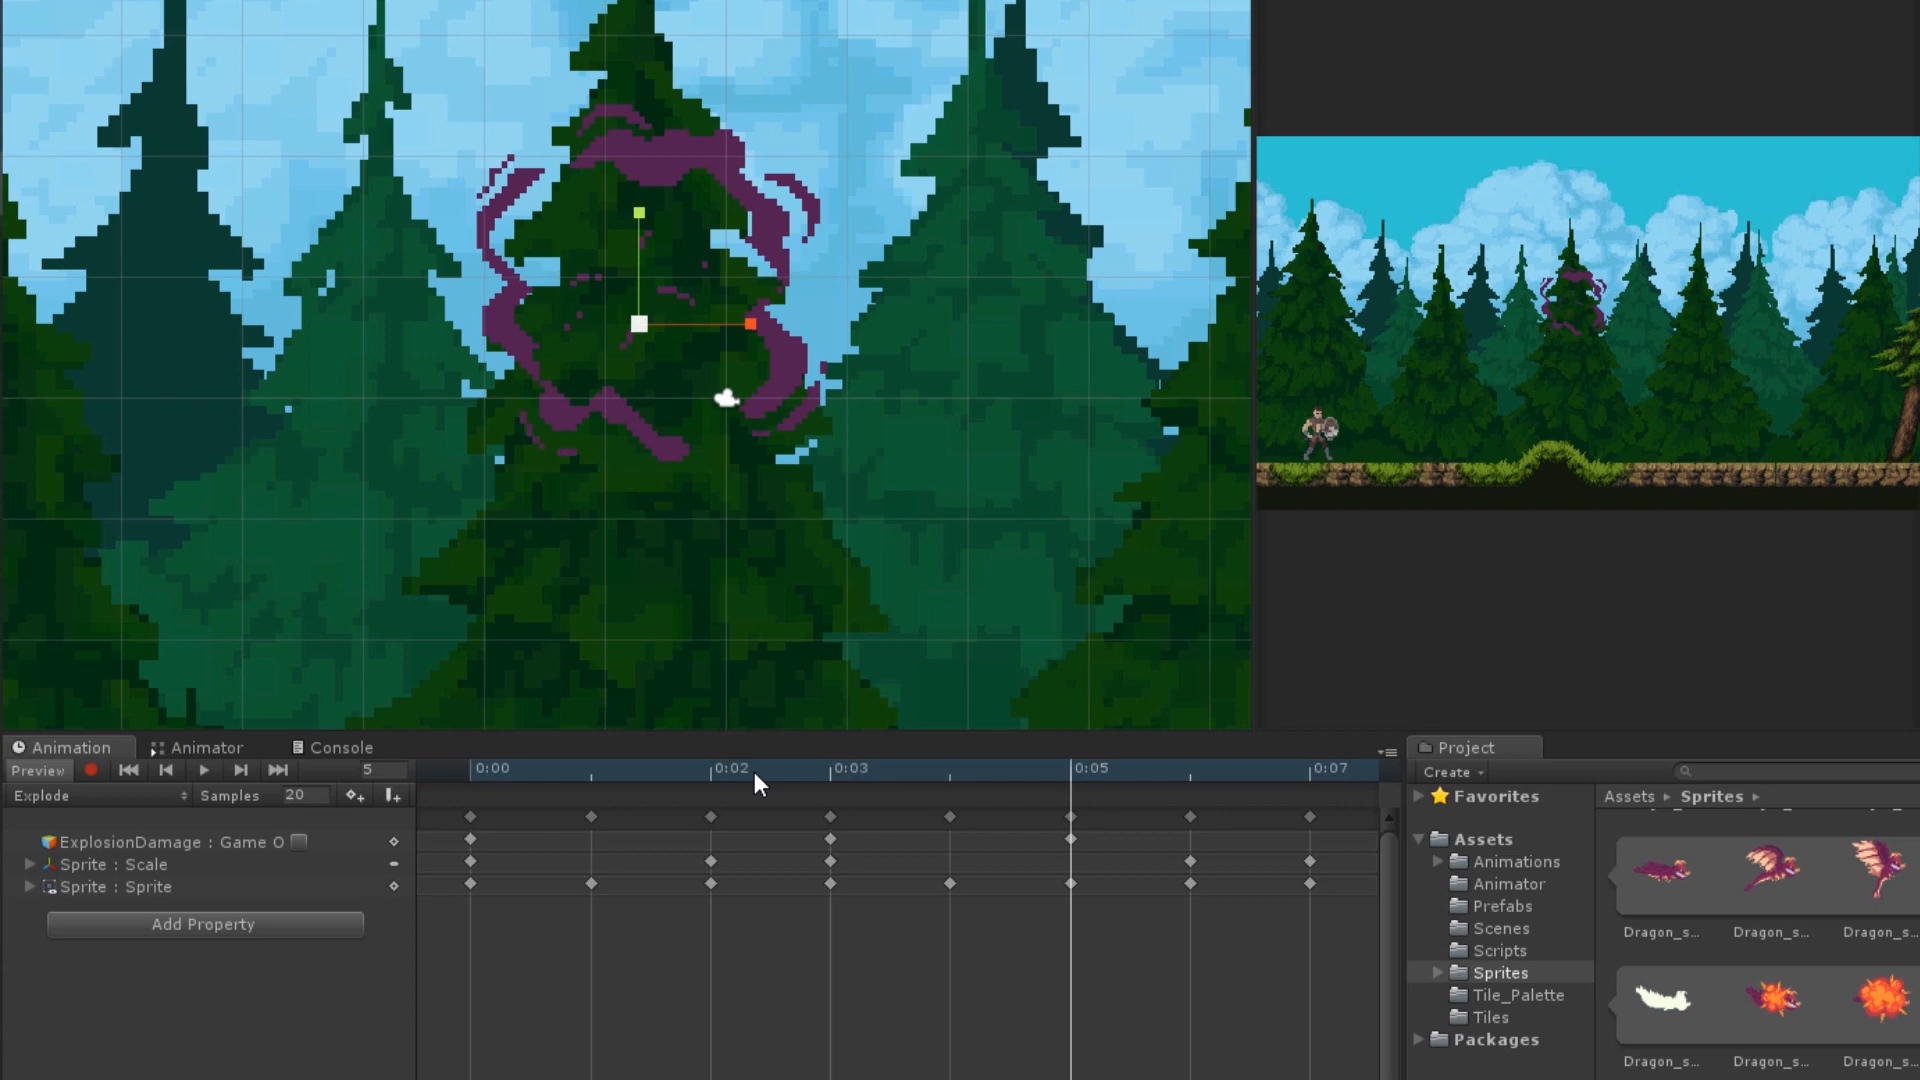 Animation
Animator
Console
Project
Preview
5
0:00
0:02
0:03
0:05
0:07
Create
Explode
Samples
20
Favorites
Assets
Sprites
ExplosionDamage : Game O
Sprite : Scale
Sprite : Sprite
Add Property
Assets
Animations
Animator
Prefabs
Scenes
Scripts
Sprites
Tile_Palette
Tiles
Packages
Dragon_s...
Dragon_s...
Dragon_s...
Dragon_s...
Dragon_s...
Dragon_s...